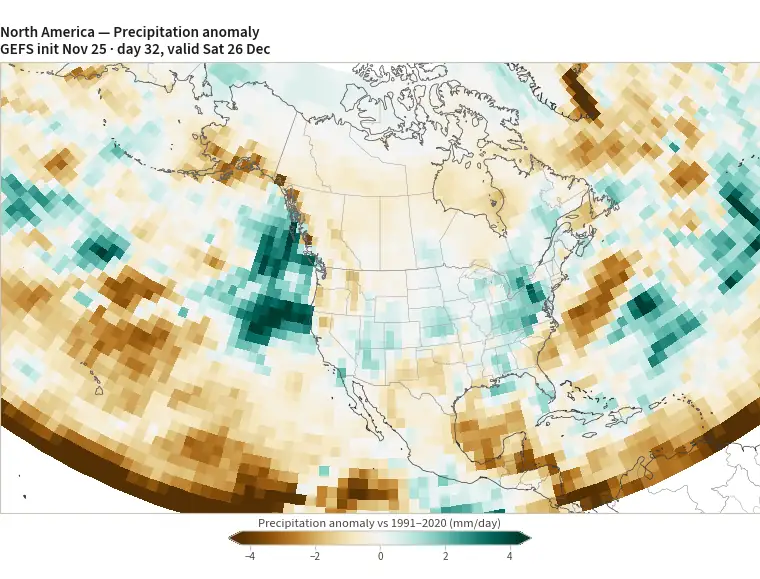 North America — Precipitation anomaly
GEFS init Nov 25 · day 32, valid Sat 26 Dec
Precipitation anomaly vs 1991–2020 (mm/day)
−4 −2 0 2 4